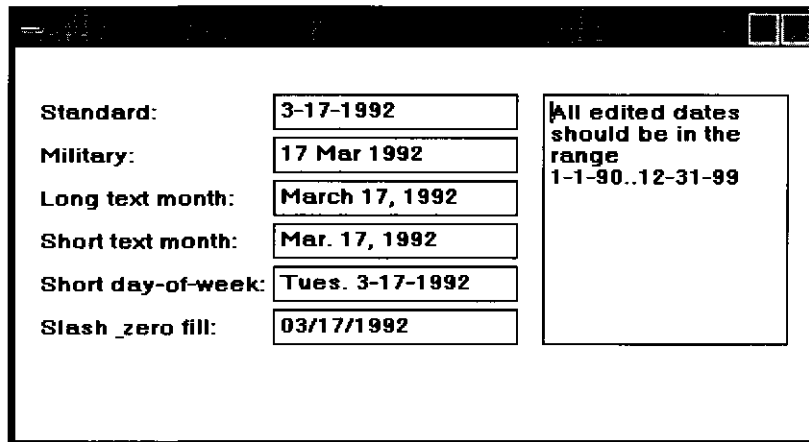 Standard: 3-17-1992
Military: 17 Mar 1992
Long text month: March 17, 1992
Short text month: Mar. 17, 1992
Short day-of-week: Tues. 3-17-1992
Slash_zero fill: 03/17/1992
All edited dates
should be in the
range
1-1-90..12-31-99